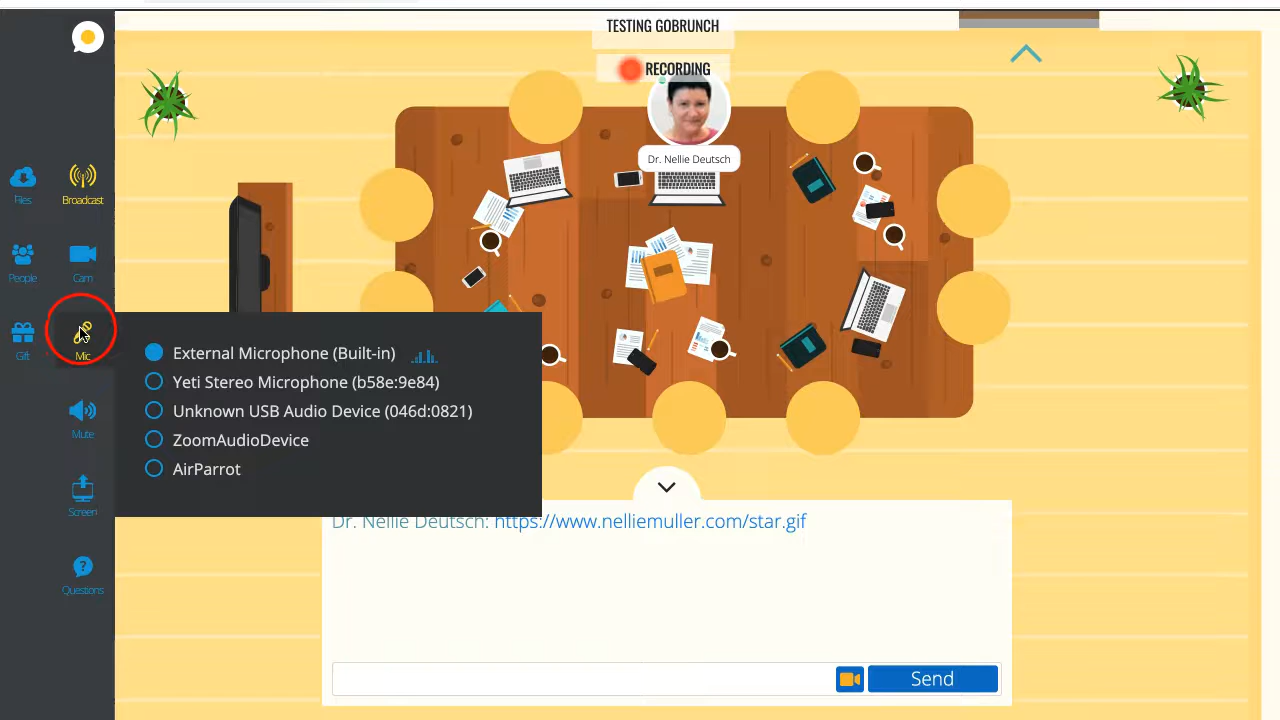 TESTING GOBRUNCH
RECORDING
Dr. Nellie Deutsch
Files
Broadcast
People
Cam
Gift
Mic
External Microphone (Built-in)
Yeti Stereo Microphone (b58e:9e84)
Unknown USB Audio Device (046d:0821)
ZoomAudioDevice
AirParrot
Mute
Screen
Questions
Dr. Nellie Deutsch: https://www.nelliemuller.com/star.gif
Send